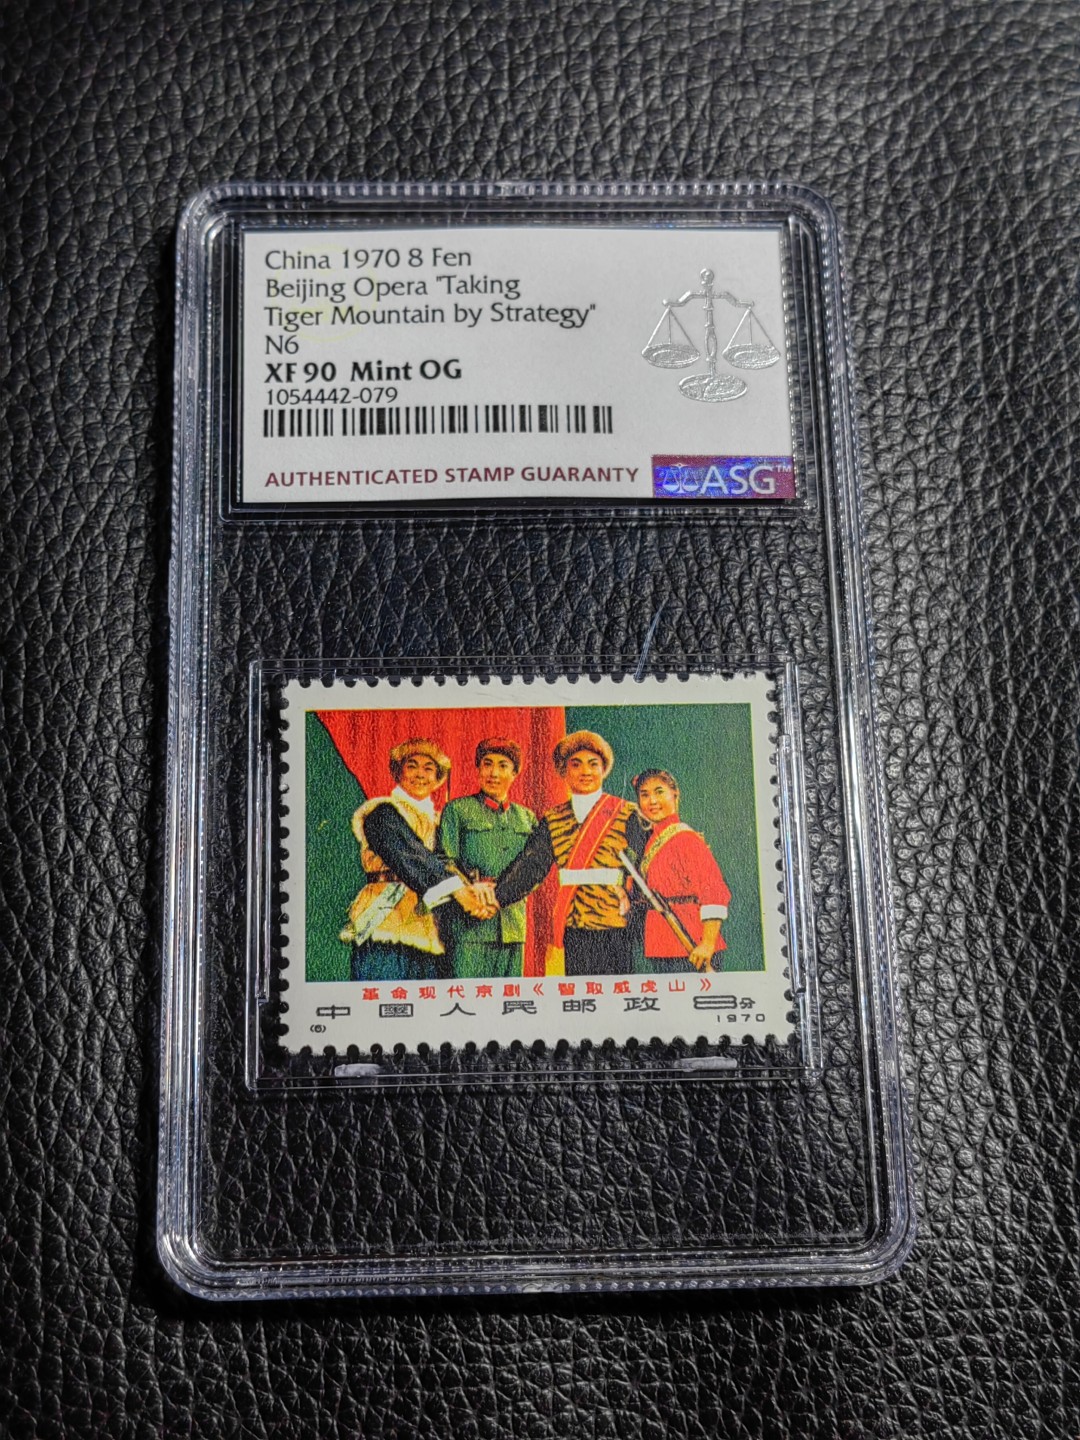 China 1970 8 Fen
Beijing Opera "Taking
Tiger Mountain by Strategy"
N6
XF 90 Mint OG
1054442-079
AUTHENTICATED STAMP GUARANTY
ASG™
革命现代京剧《智取威虎山》
中国人民邮政 8分
(6) 1970